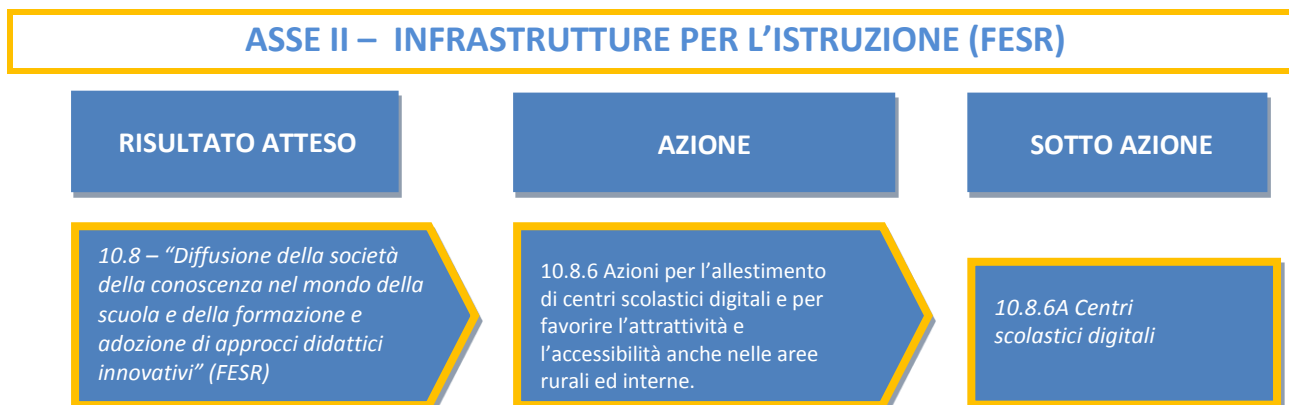 ASSE II – INFRASTRUTTURE PER L’ISTRUZIONE (FESR)
RISULTATO ATTESO
AZIONE
SOTTO AZIONE
10.8 – “Diffusione della società
della conoscenza nel mondo della
scuola e della formazione e
adozione di approcci didattici
innovativi” (FESR)
10.8.6 Azioni per l’allestimento
di centri scolastici digitali e per
favorire l’attrattività e
l’accessibilità anche nelle aree
rurali ed interne.
10.8.6A Centri
scolastici digitali